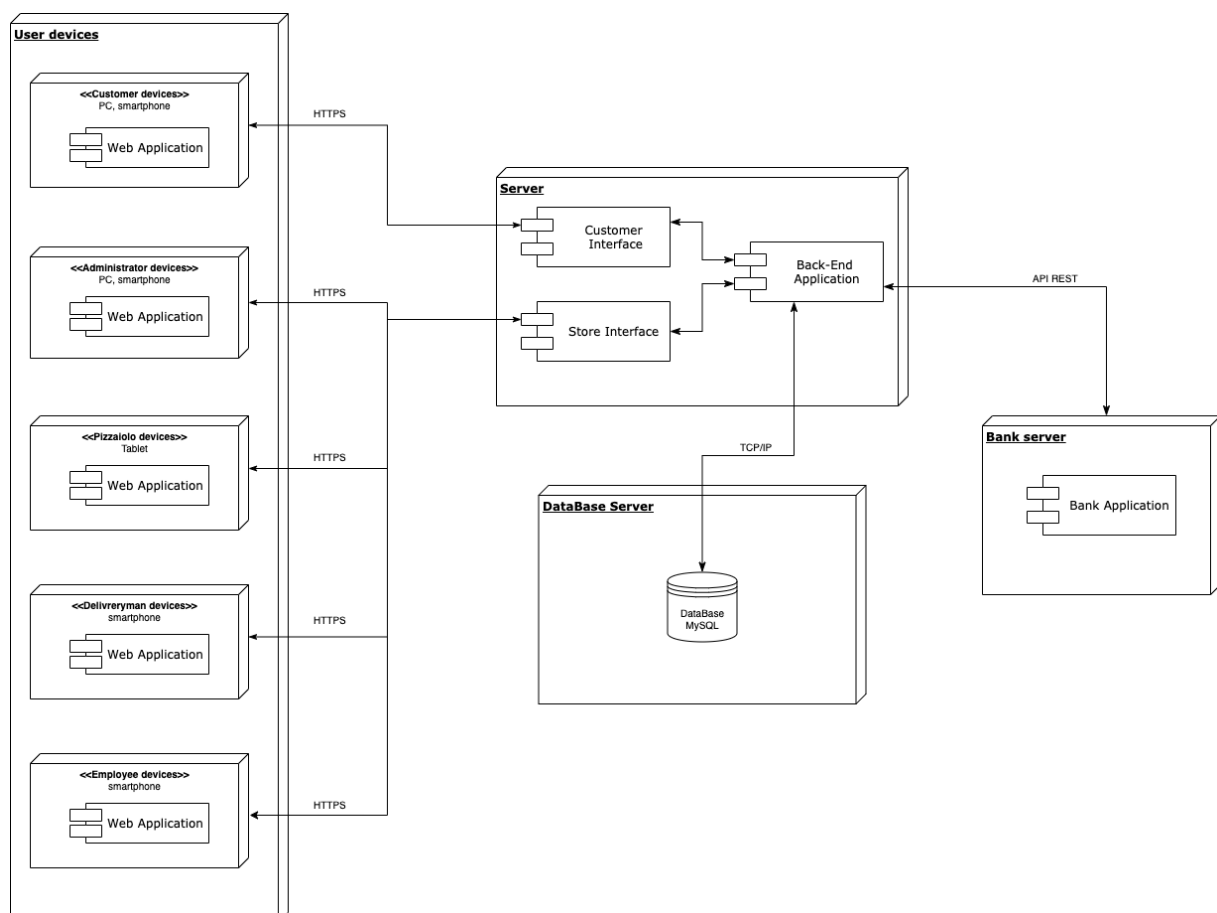 User devices
<<Customer devices>>
PC, smartphone
Web Application
HTTPS
<<Administrator devices>>
PC, smartphone
Web Application
HTTPS
<<Pizzaiolo devices>>
Tablet
Web Application
HTTPS
<<Delivreryman devices>>
smartphone
Web Application
HTTPS
<<Employee devices>>
smartphone
Web Application
HTTPS
Server
Customer
Interface
Store Interface
Back-End
Application
API REST
TCP/IP
DataBase Server
DataBase
MySQL
Bank server
Bank Application